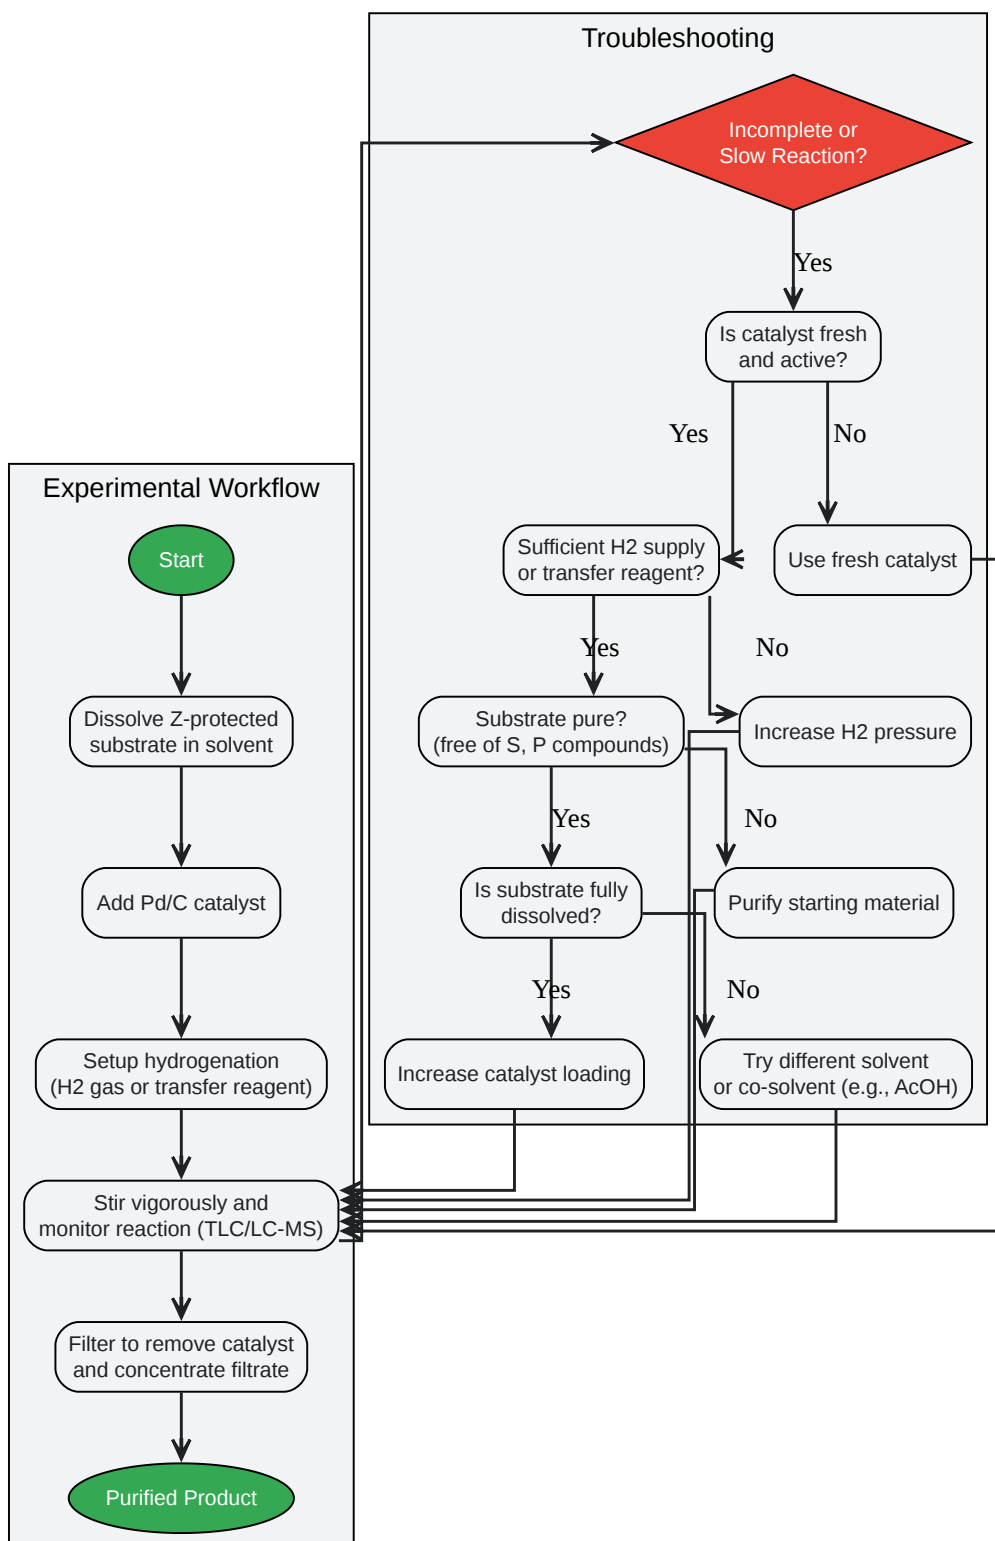 Troubleshooting
Incomplete or
Slow Reaction?
Yes
Is catalyst fresh
and active?
Yes
No
Sufficient H2 supply
or transfer reagent?
Use fresh catalyst
Yes
No
Substrate pure?
(free of S, P compounds)
Increase H2 pressure
Yes
No
Is substrate fully
dissolved?
Purify starting material
Yes
No
Increase catalyst loading
Try different solvent
or co-solvent (e.g., AcOH)
Experimental Workflow
Start
Dissolve Z-protected
substrate in solvent
Add Pd/C catalyst
Setup hydrogenation
(H2 gas or transfer reagent)
Stir vigorously and
monitor reaction (TLC/LC-MS)
Filter to remove catalyst
and concentrate filtrate
Purified Product